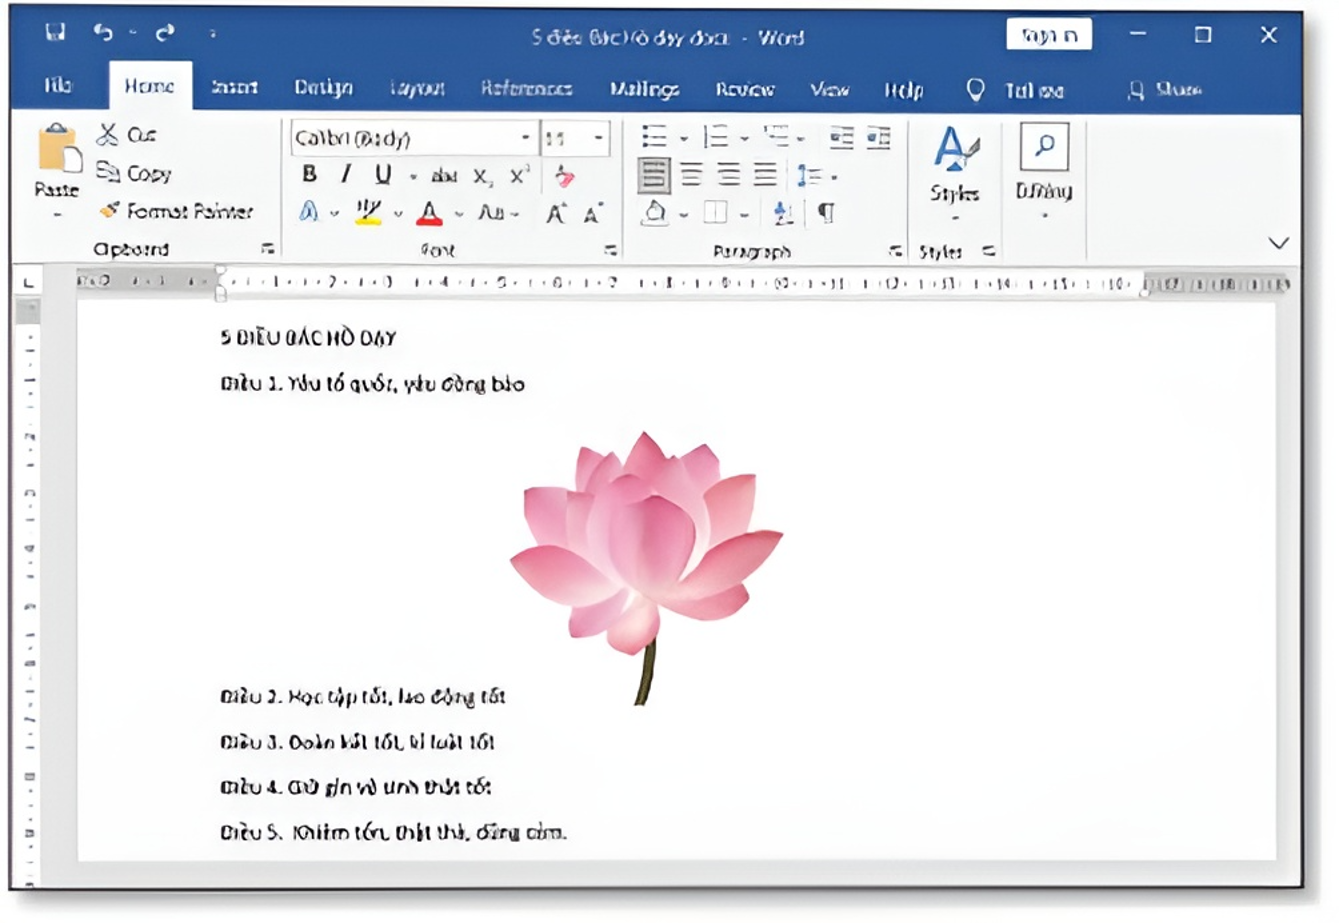 5 điều Bác Hồ dạy.docx - Word
Sign in
File Home Insert Design Layout References Mailings Review View Help Tell me Share
Paste
Cut
Copy
Format Painter
Clipboard
Calibri (Body) 11
B I U abc X₂ X²
A Aa A A
Font
Paragraph
Styles
Styles
Editing
5 ĐIỀU BÁC HỒ DẠY
Điều 1. Yêu tổ quốc, yêu đồng bào
Điều 2. Học tập tốt, lao động tốt
Điều 3. Đoàn kết tốt, kỉ luật tốt
Điều 4. Giữ gìn vệ sinh thật tốt
Điều 5. Khiêm tốn, thật thà, dũng cảm.